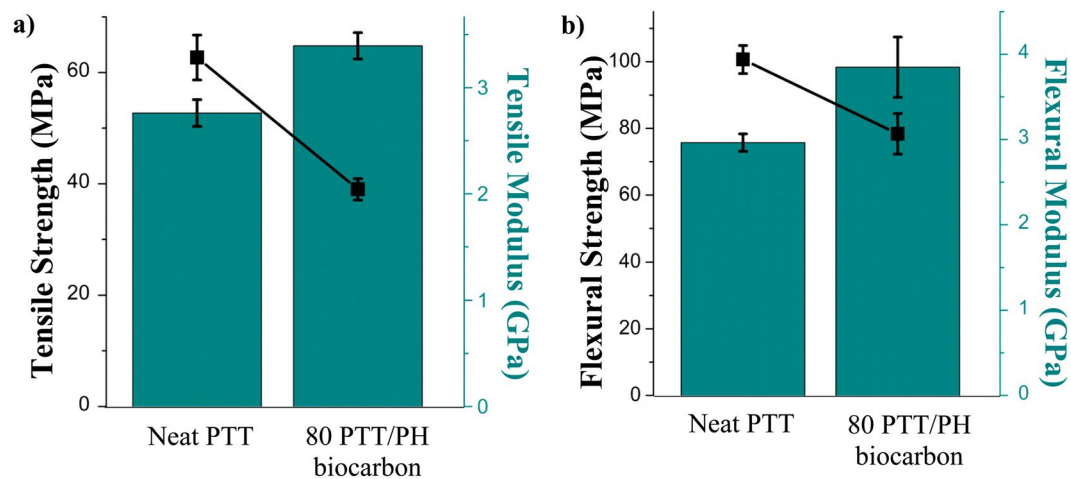 a)
Tensile Strength (MPa)
60
40
20
0
3
2
1
0
Tensile Modulus (GPa)
Neat PTT
80 PTT/PH
biocarbon
b)
Flexural Strength (MPa)
100
80
60
40
20
0
4
3
2
1
0
Flexural Modulus (GPa)
Neat PTT
80 PTT/PH
biocarbon